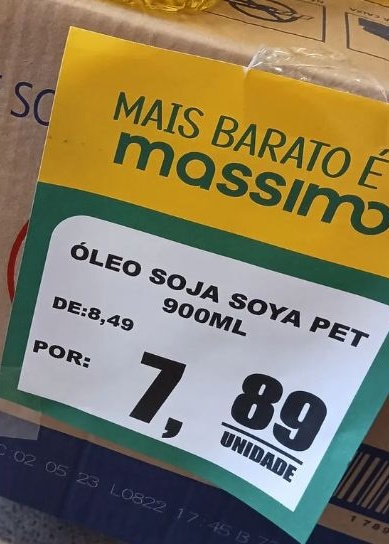 MAIS BARATO É
massimo
ÓLEO SOJA SOYA PET
900ML
DE:8,49
POR:
7,89
UNIDADE
02 05 23 L0822 17:45 B